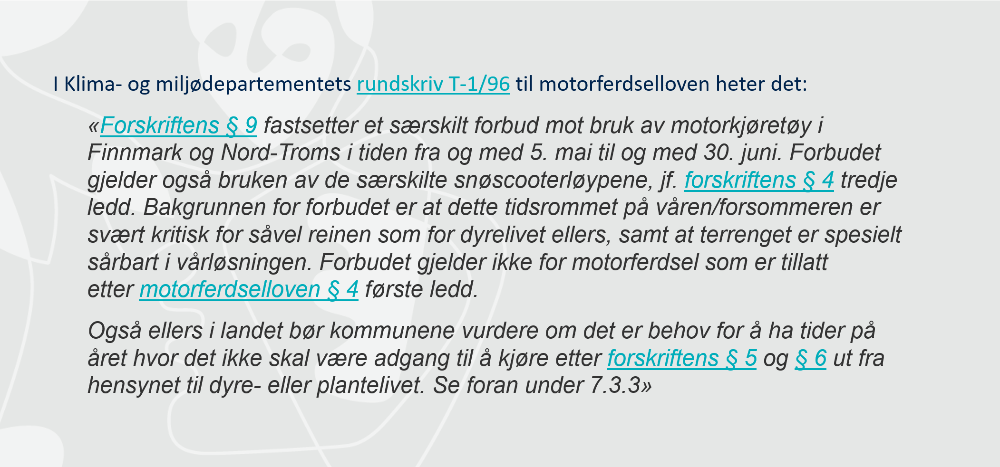 I Klima- og miljødepartementets rundskriv T-1/96 til motorferdselloven heter det:
«Forskriftens § 9 fastsetter et særskilt forbud mot bruk av motorkjøretøy i
Finnmark og Nord-Troms i tiden fra og med 5. mai til og med 30. juni. Forbudet
gjelder også bruken av de særskilte snøscooterløypene, jf. forskriftens § 4 tredje
ledd. Bakgrunnen for forbudet er at dette tidsrommet på våren/forsommeren er
svært kritisk for såvel reinen som for dyrelivet ellers, samt at terrenget er spesielt
sårbart i vårløsningen. Forbudet gjelder ikke for motorferdsel som er tillatt
etter motorferdselloven § 4 første ledd.
Også ellers i landet bør kommunene vurdere om det er behov for å ha tider på
året hvor det ikke skal være adgang til å kjøre etter forskriftens § 5 og § 6 ut fra
hensynet til dyre- eller plantelivet. Se foran under 7.3.3»